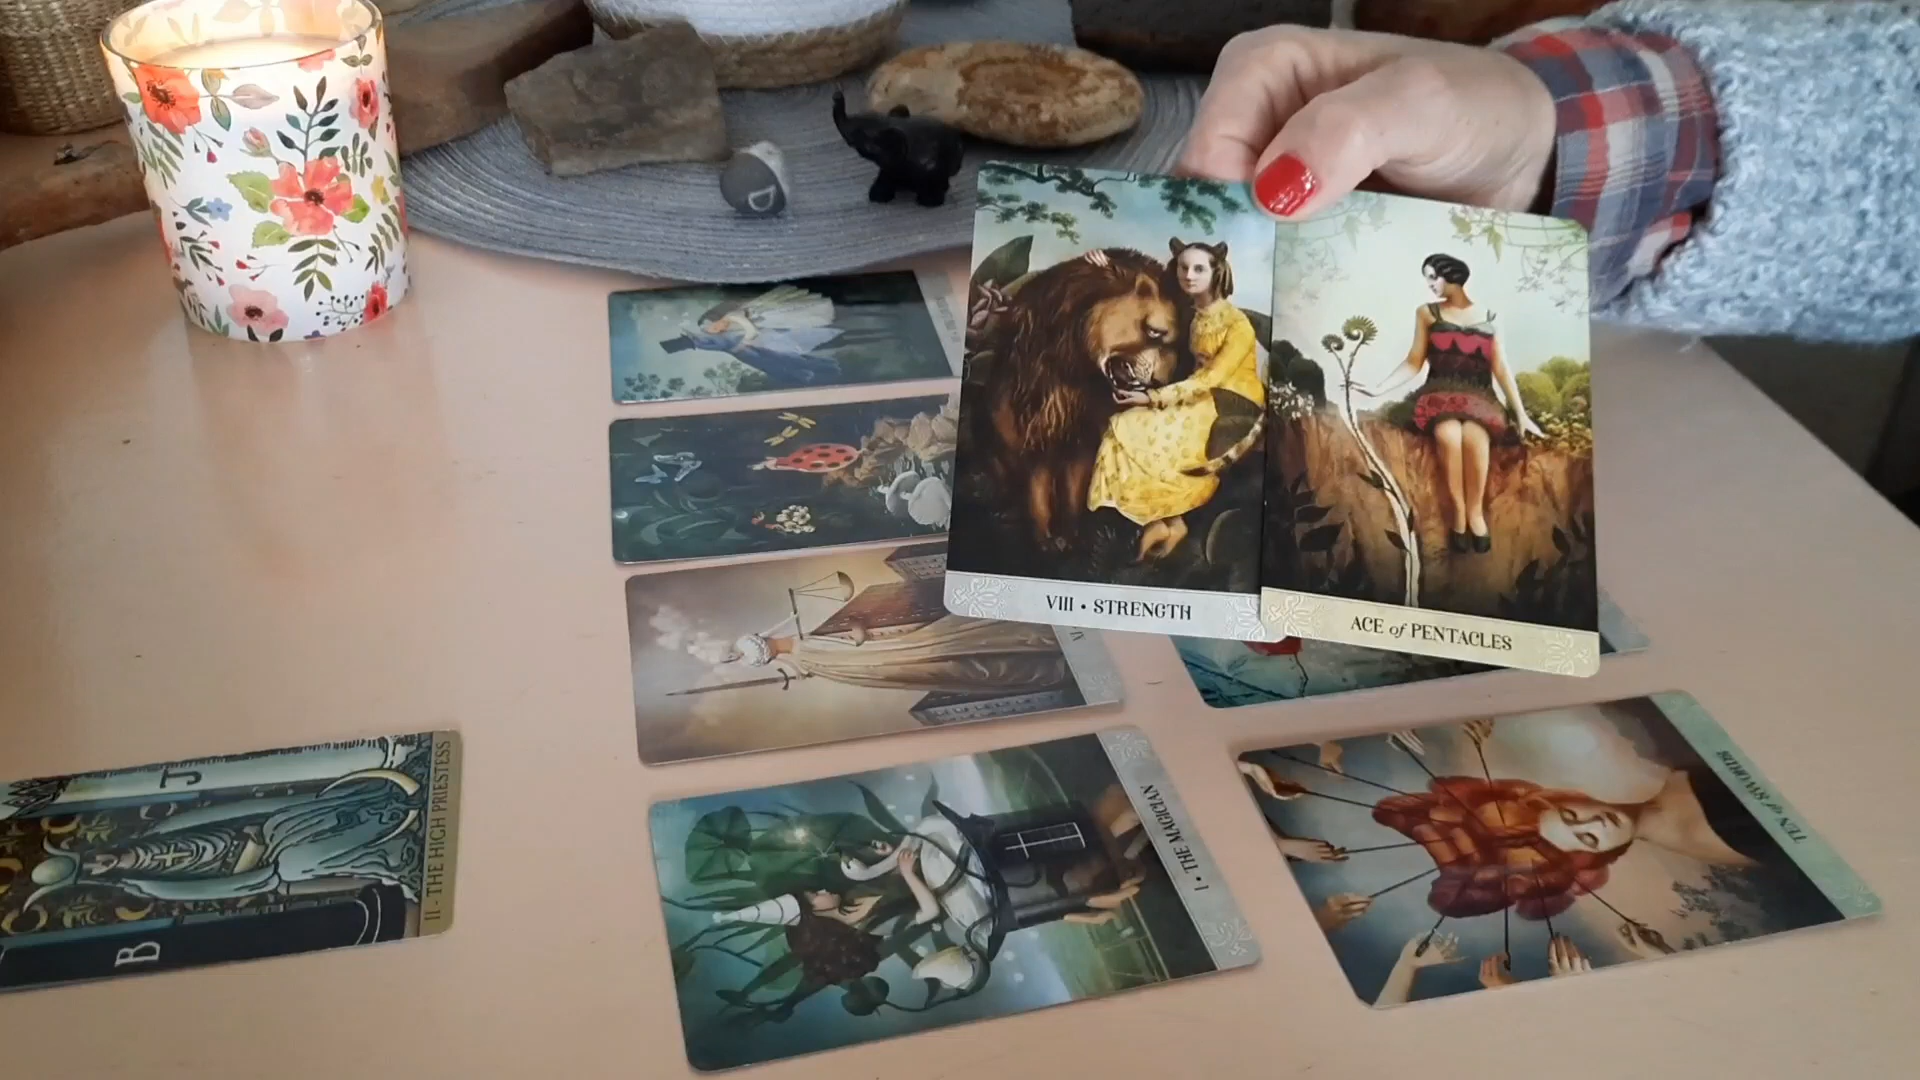 D
VIII • STRENGTH
ACE of PENTACLES
J
II - THE HIGH PRIESTESS
B
I • THE MAGICIAN
TEN of SWORDS